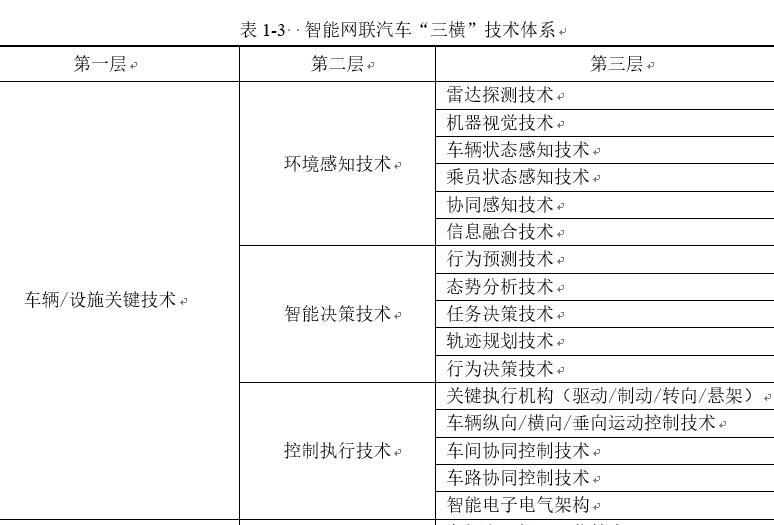 表 1-3 智能网联汽车“三横”技术体系
第一层 第二层 第三层
车辆/设施关键技术
环境感知技术
雷达探测技术
机器视觉技术
车辆状态感知技术
乘员状态感知技术
协同感知技术
信息融合技术
智能决策技术
行为预测技术
态势分析技术
任务决策技术
轨迹规划技术
行为决策技术
控制执行技术
关键执行机构（驱动/制动/转向/悬架）
车辆纵向/横向/垂向运动控制技术
车间协同控制技术
车路协同控制技术
智能电子电气架构